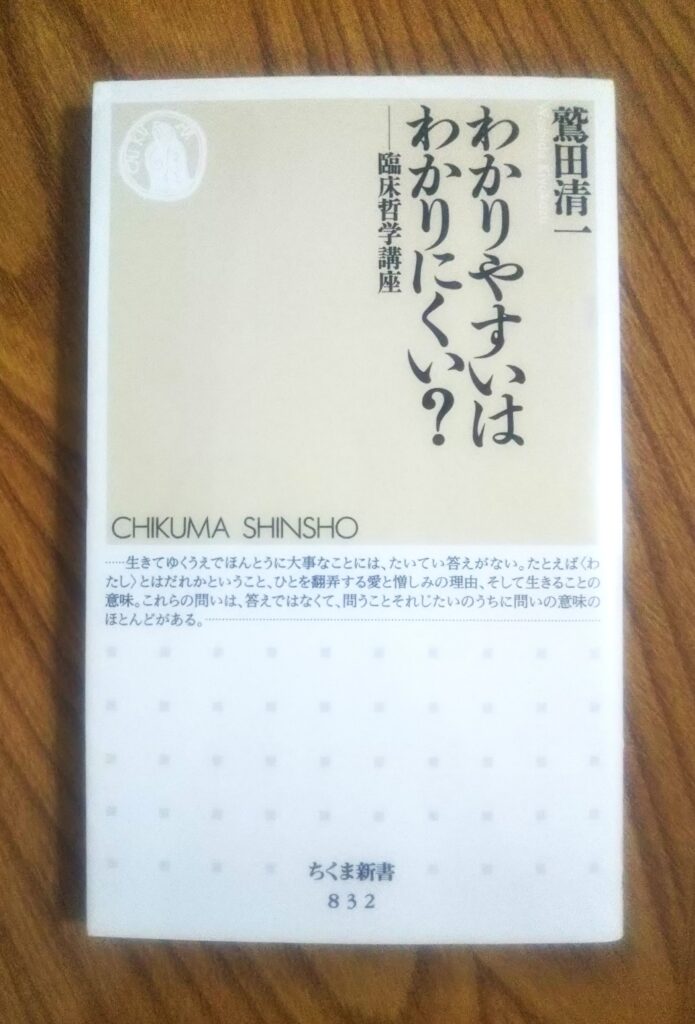 鷲田清一
わかりやすいは
わかりにくい?
──臨床哲学講座
CHIKUMA SHINSHO
……生きてゆくうえでほんとうに大事なことには、たいてい答えがない。たとえば〈わ
たし〉とはだれかということ、ひとを翻弄する愛と憎しみの理由、そして生きることの
意味。これらの問いは、答えではなくて、問うことそれじたいのうちに問いの意味の
ほとんどがある。……
ちくま新書
832